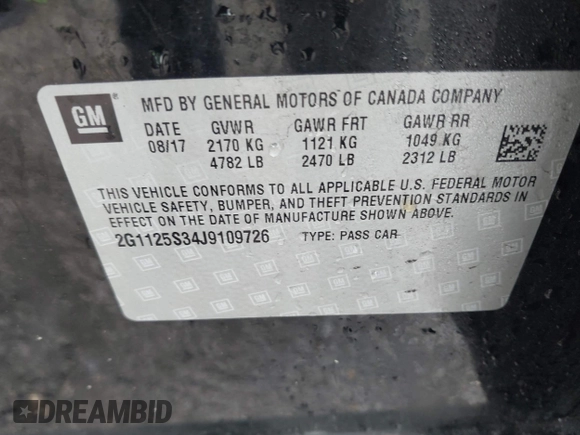 GM
®
MFD BY GENERAL MOTORS OF CANADA COMPANY
DATE GVWR GAWR FRT GAWR RR
08/17 2170 KG 1121 KG 1049 KG
4782 LB 2470 LB 2312 LB
THIS VEHICLE CONFORMS TO ALL APPLICABLE U.S. FEDERAL MOTOR
VEHICLE SAFETY, BUMPER, AND THEFT PREVENTION STANDARDS IN
EFFECT ON THE DATE OF MANUFACTURE SHOWN ABOVE.
2G1125S34J9109726 TYPE: PASS CAR
DREAMBID